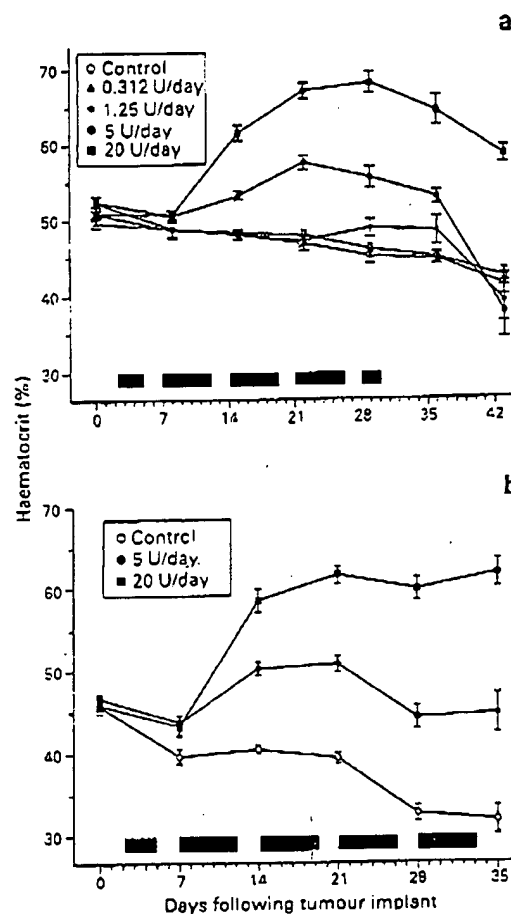 a
Control
0.312 U/day
1.25 U/day
5 U/day
20 U/day
70
60
50
40
30
0 7 14 21 28 35 42
Haematocrit (%)
b
Control
5 U/day.
20 U/day
70
60
50
40
30
0 7 14 21 28 35
Days following tumour implant